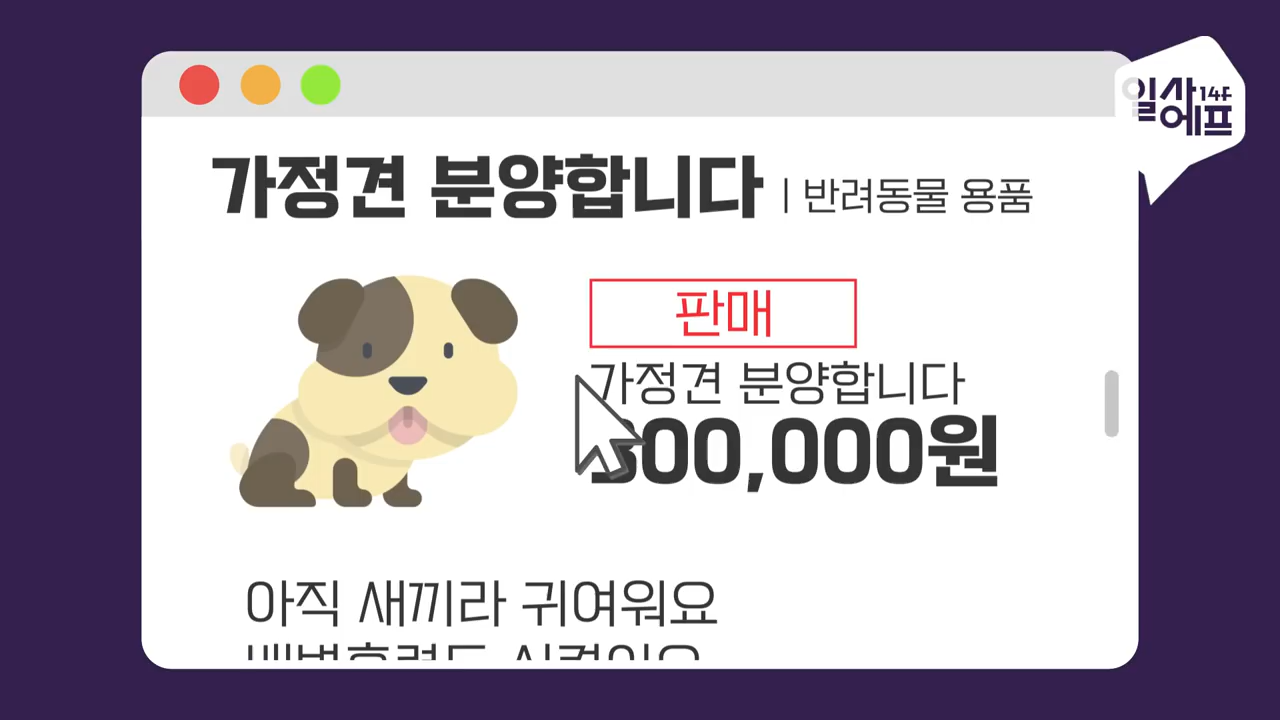 일사 14F
에프
가정견 분양합니다 | 반려동물 용품
판매
가정견 분양합니다
300,000원
아직 새끼라 귀여워요